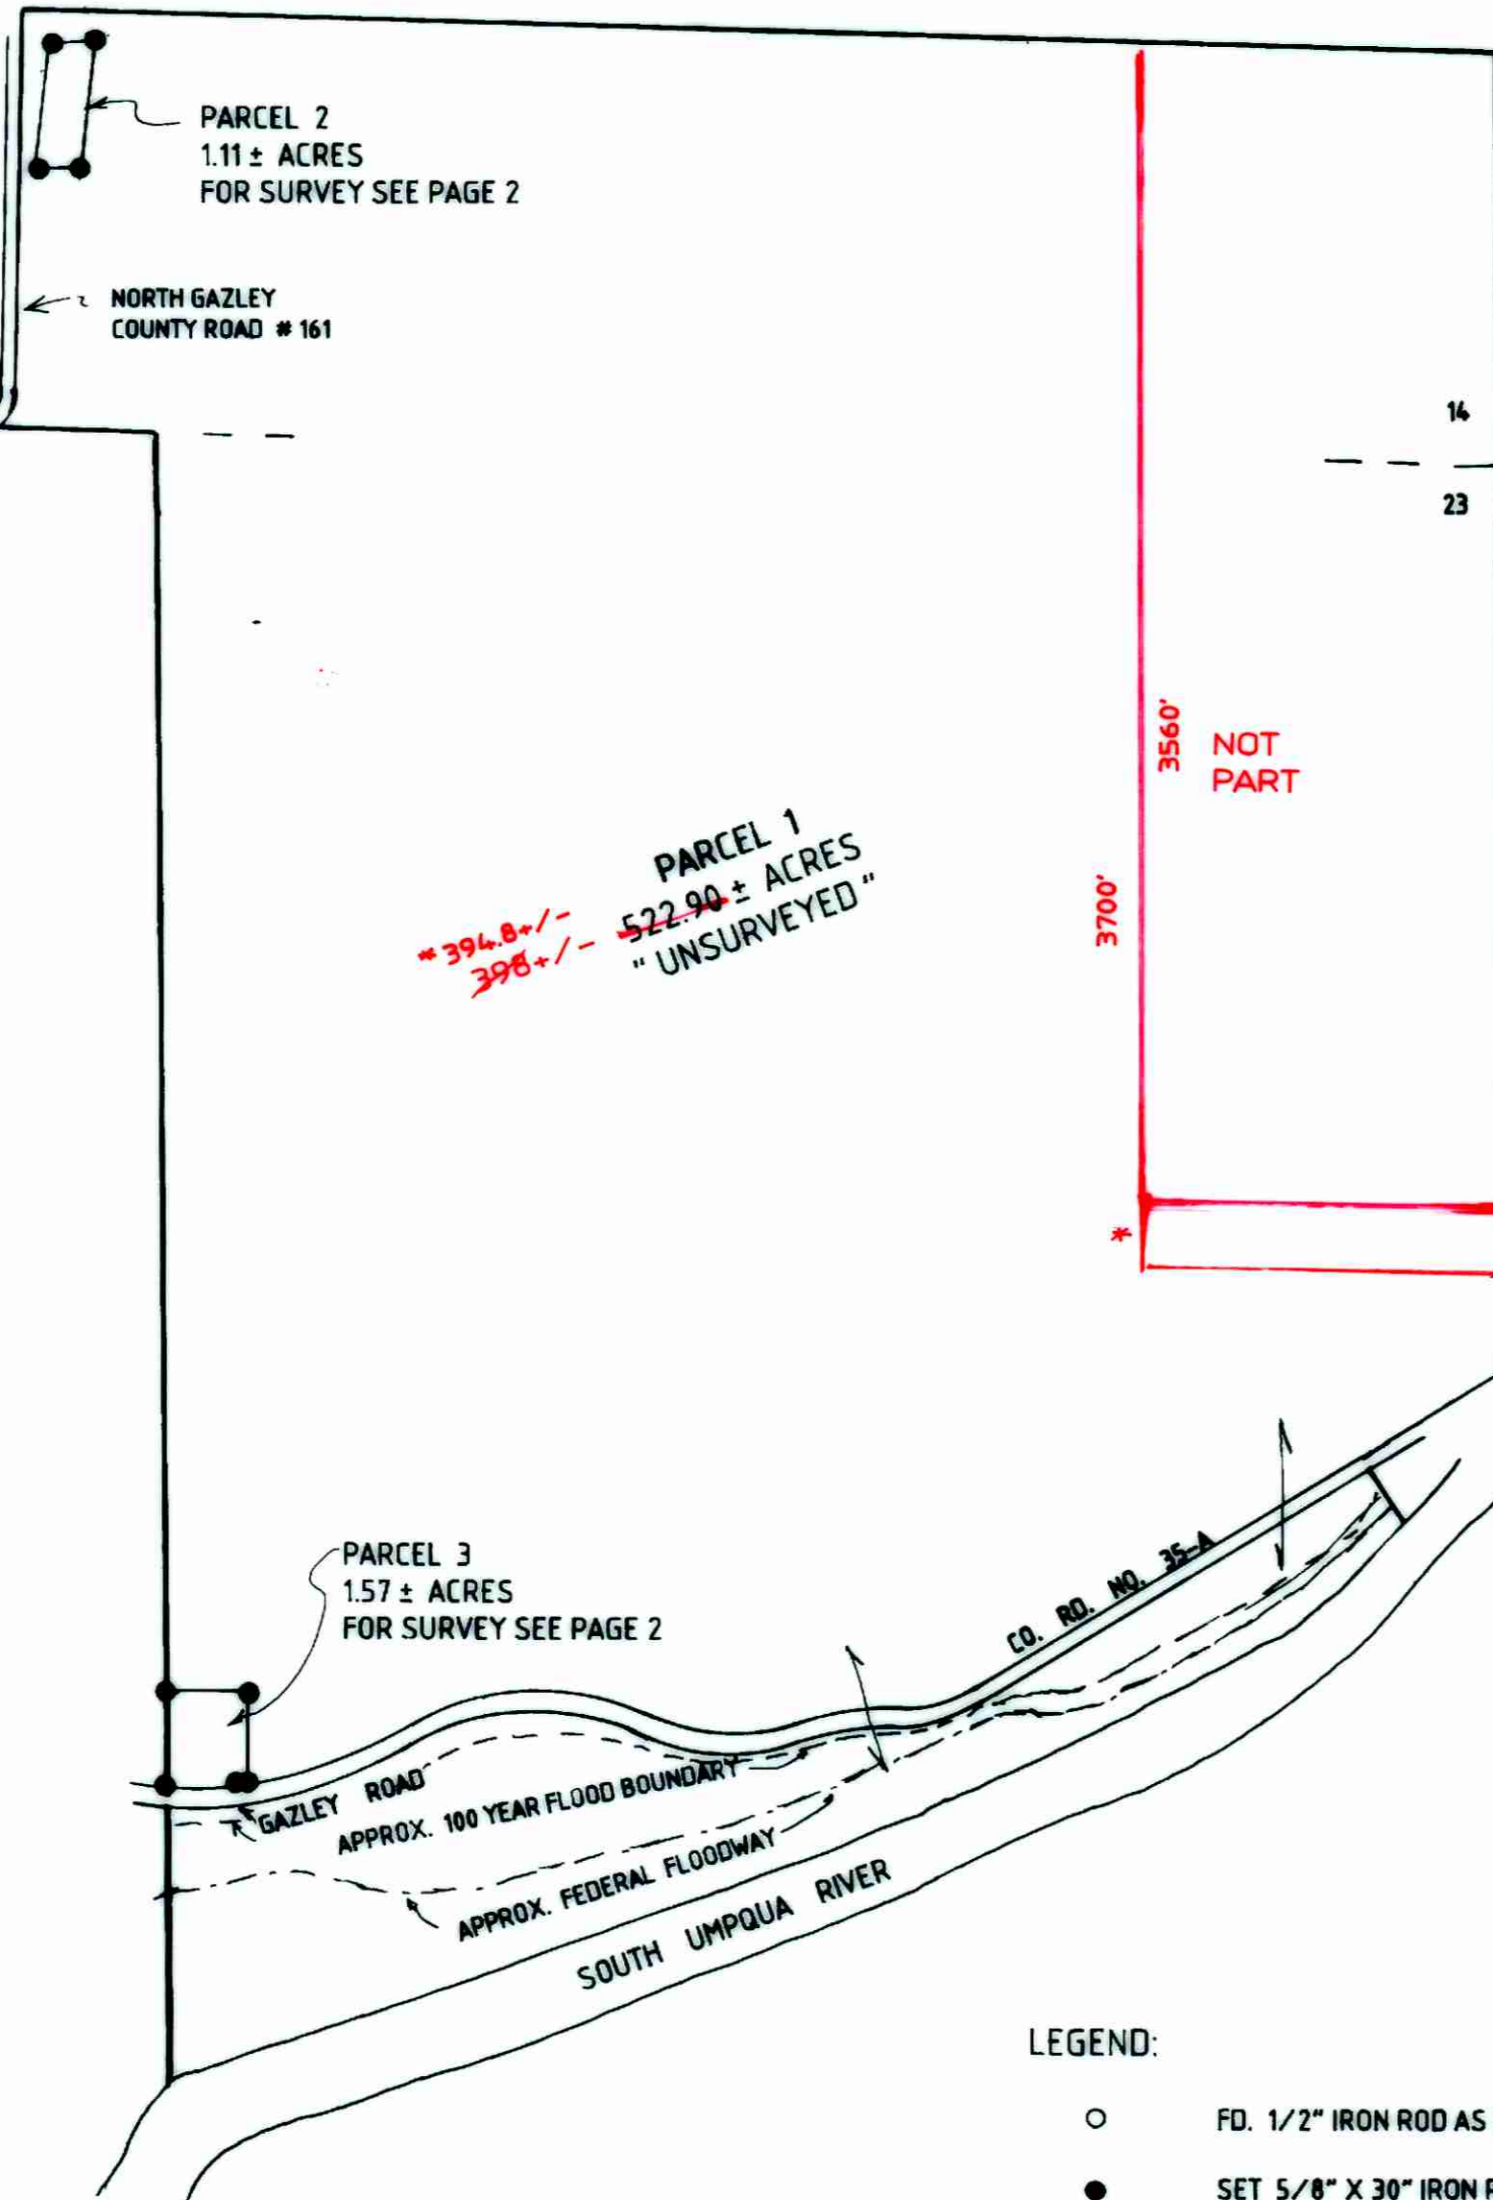 PARCEL 2
1.11 ± ACRES
FOR SURVEY SEE PAGE 2
NORTH GAZLEY
COUNTY ROAD # 161
14
23
3560'
NOT
PART
3700'
PARCEL 1
* 394.8+/-
522.90 ± ACRES
398+/-
" UNSURVEYED "
*
PARCEL 3
1.57 ± ACRES
FOR SURVEY SEE PAGE 2
CO. RD. NO. 35-A
GAZLEY ROAD
APPROX. 100 YEAR FLOOD BOUNDARY
APPROX. FEDERAL FLOODWAY
SOUTH UMPQUA RIVER
LEGEND:
FD. 1/2" IRON ROD AS
SET 5/8" X 30" IRON